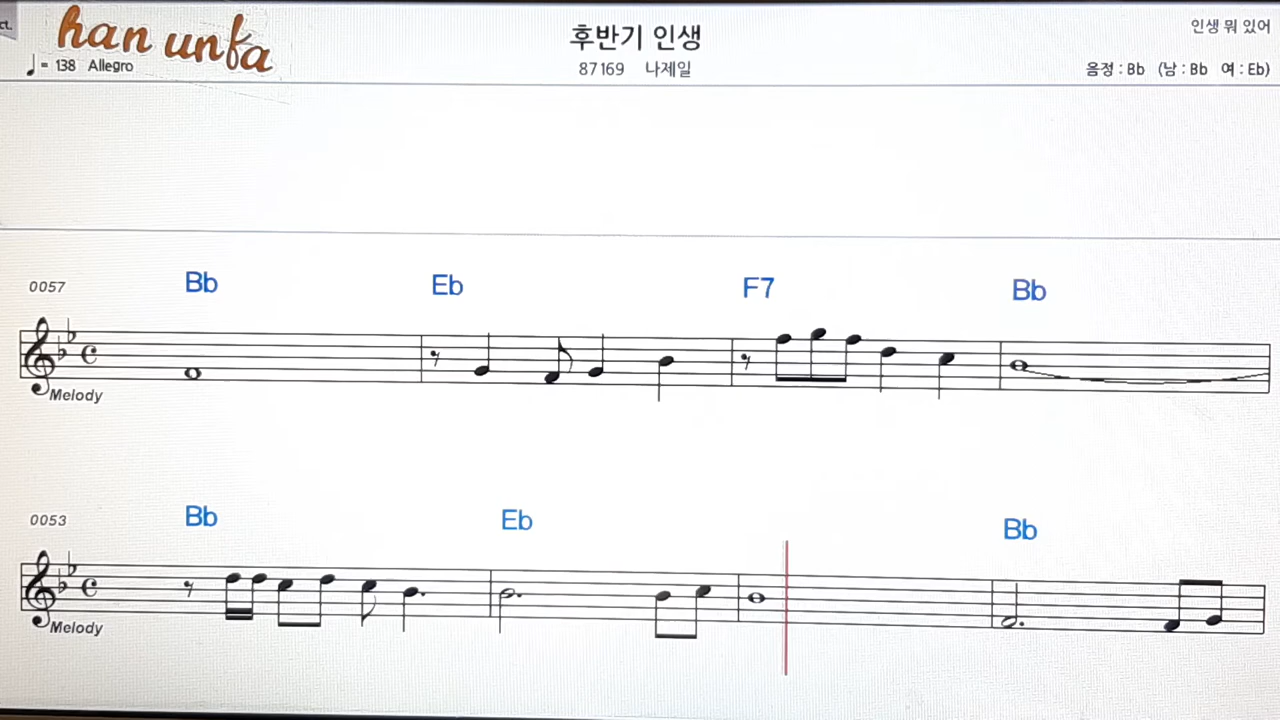 ct.
han unfa
후반기 인생
인생 뭐 있어
♩= 138 Allegro
87169 나제일
음정 : Bb (남 : Bb 여 : Eb)
0057
Bb Eb F7 Bb
Melody
0053
Bb Eb Bb
Melody